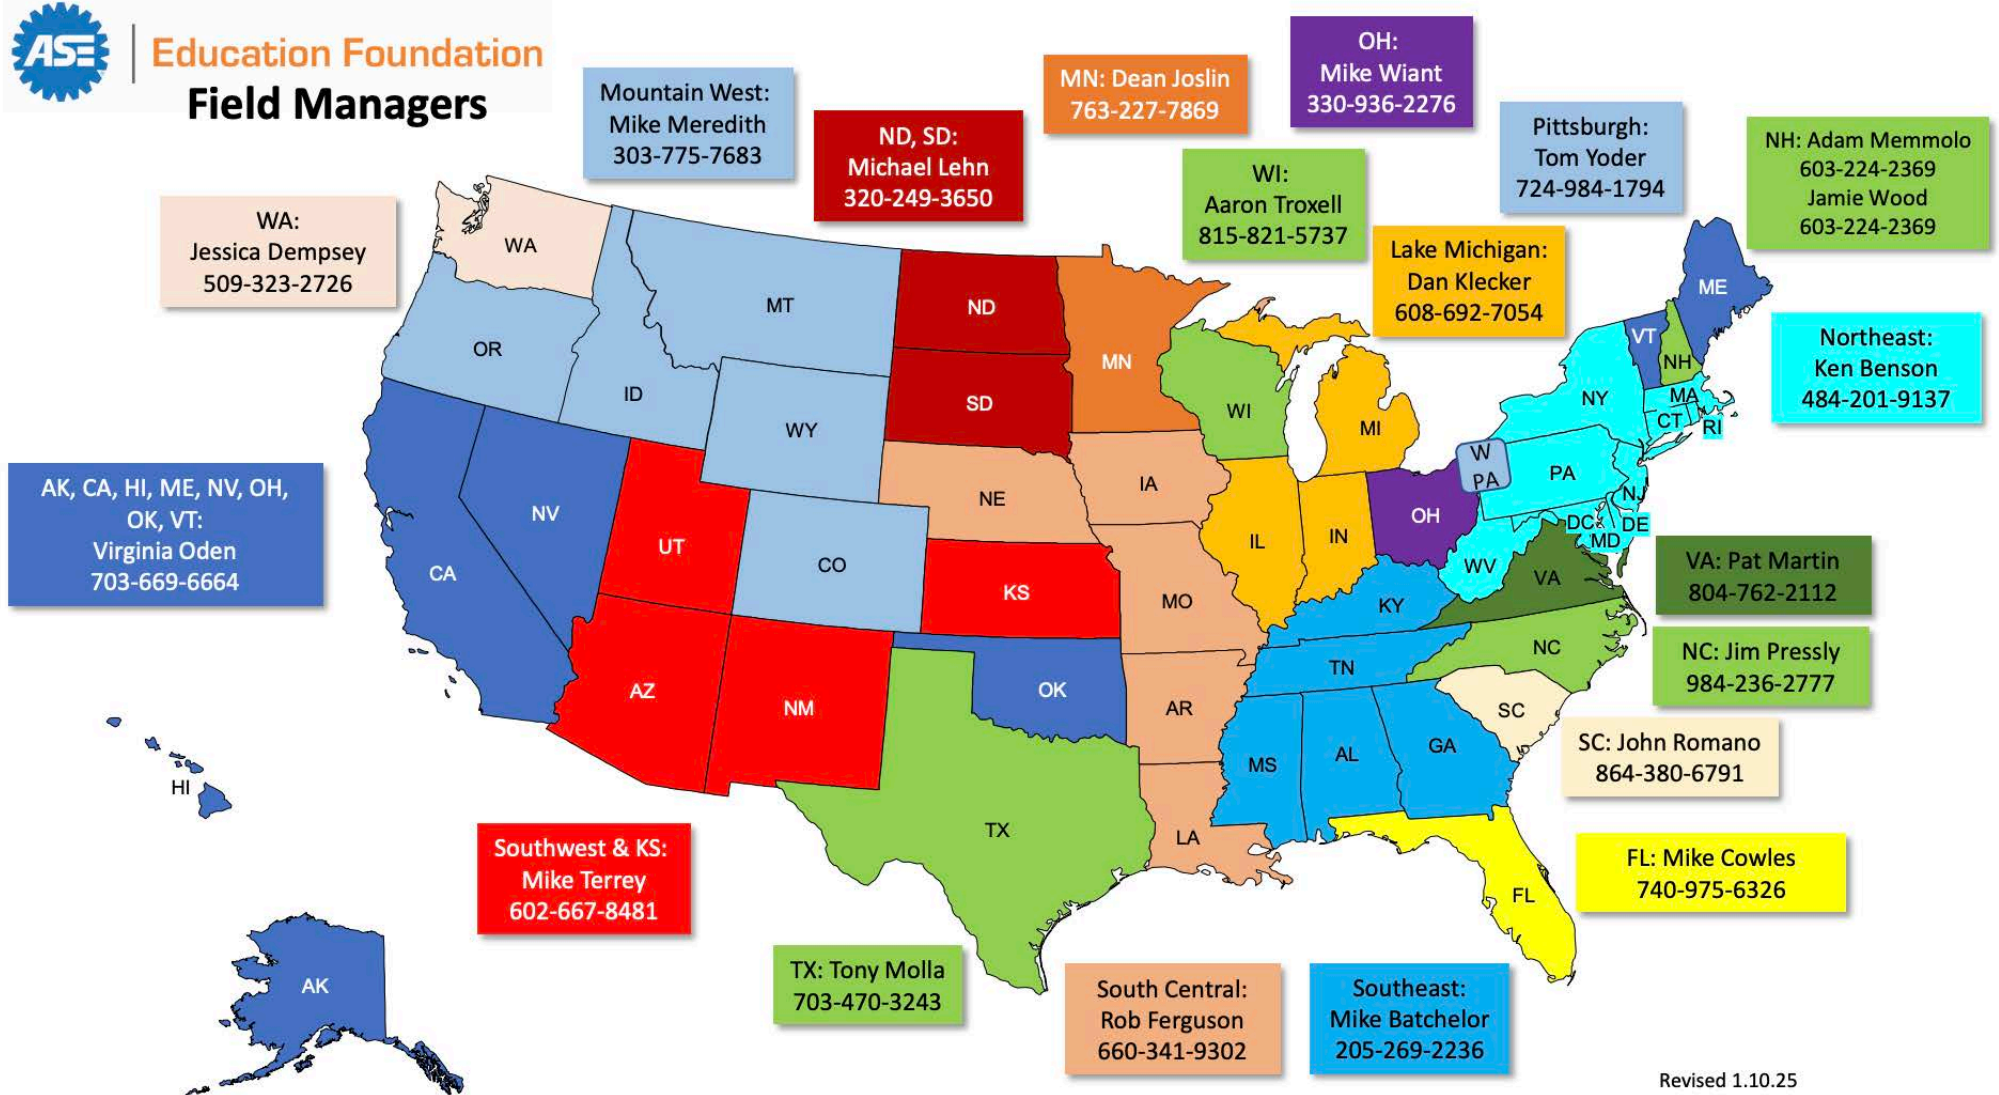 ASE
Education Foundation
Field Managers
Mountain West:
Mike Meredith
303-775-7683
ND, SD:
Michael Lehn
320-249-3650
MN: Dean Joslin
763-227-7869
OH:
Mike Wiant
330-936-2276
WI:
Aaron Troxell
815-821-5737
Pittsburgh:
Tom Yoder
724-984-1794
NH: Adam Memmolo
603-224-2369
Jamie Wood
603-224-2369
WA:
Jessica Dempsey
509-323-2726
Lake Michigan:
Dan Klecker
608-692-7054
Northeast:
Ken Benson
484-201-9137
AK, CA, HI, ME, NV, OH,
OK, VT:
Virginia Oden
703-669-6664
VA: Pat Martin
804-762-2112
NC: Jim Pressly
984-236-2777
SC: John Romano
864-380-6791
FL: Mike Cowles
740-975-6326
Southwest & KS:
Mike Terrey
602-667-8481
TX: Tony Molla
703-470-3243
South Central:
Rob Ferguson
660-341-9302
Southeast:
Mike Batchelor
205-269-2236
WA
OR
ID
MT
WY
ND
SD
MN
WI
MI
ME
VT
NH
NY
MA
CT
RI
W
PA
PA
NJ
DC
DE
MD
WV
VA
OH
IN
IL
IA
NE
CO
UT
NV
CA
KS
MO
KY
TN
NC
SC
AZ
NM
OK
AR
TX
LA
MS
AL
GA
FL
HI
AK
Revised 1.10.25